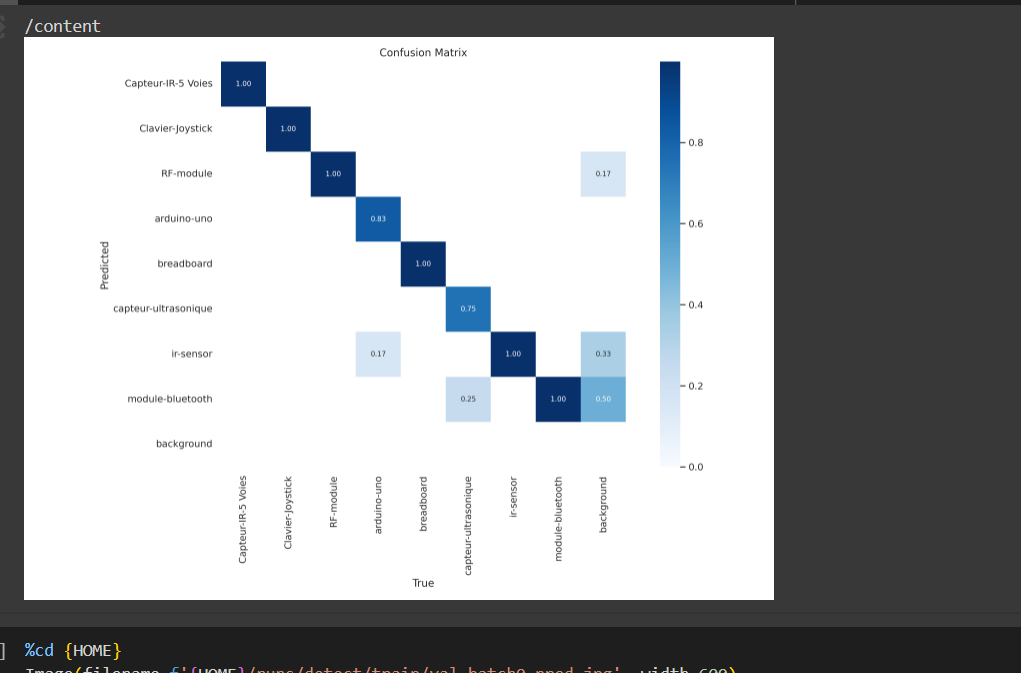 /content
Confusion Matrix
Capteur-IR-5 Voies
1.00
Clavier-Joystick
1.00
0.8
RF-module
1.00
0.17
arduino-uno
0.83
0.6
Predicted
breadboard
1.00
capteur-ultrasonique
0.75
0.4
ir-sensor
0.17
1.00
0.33
0.2
module-bluetooth
0.25
1.00
0.50
background
0.0
Capteur-IR-5 Voies
Clavier-Joystick
RF-module
arduino-uno
breadboard
capteur-ultrasonique
ir-sensor
module-bluetooth
background
True
] %cd {HOME}